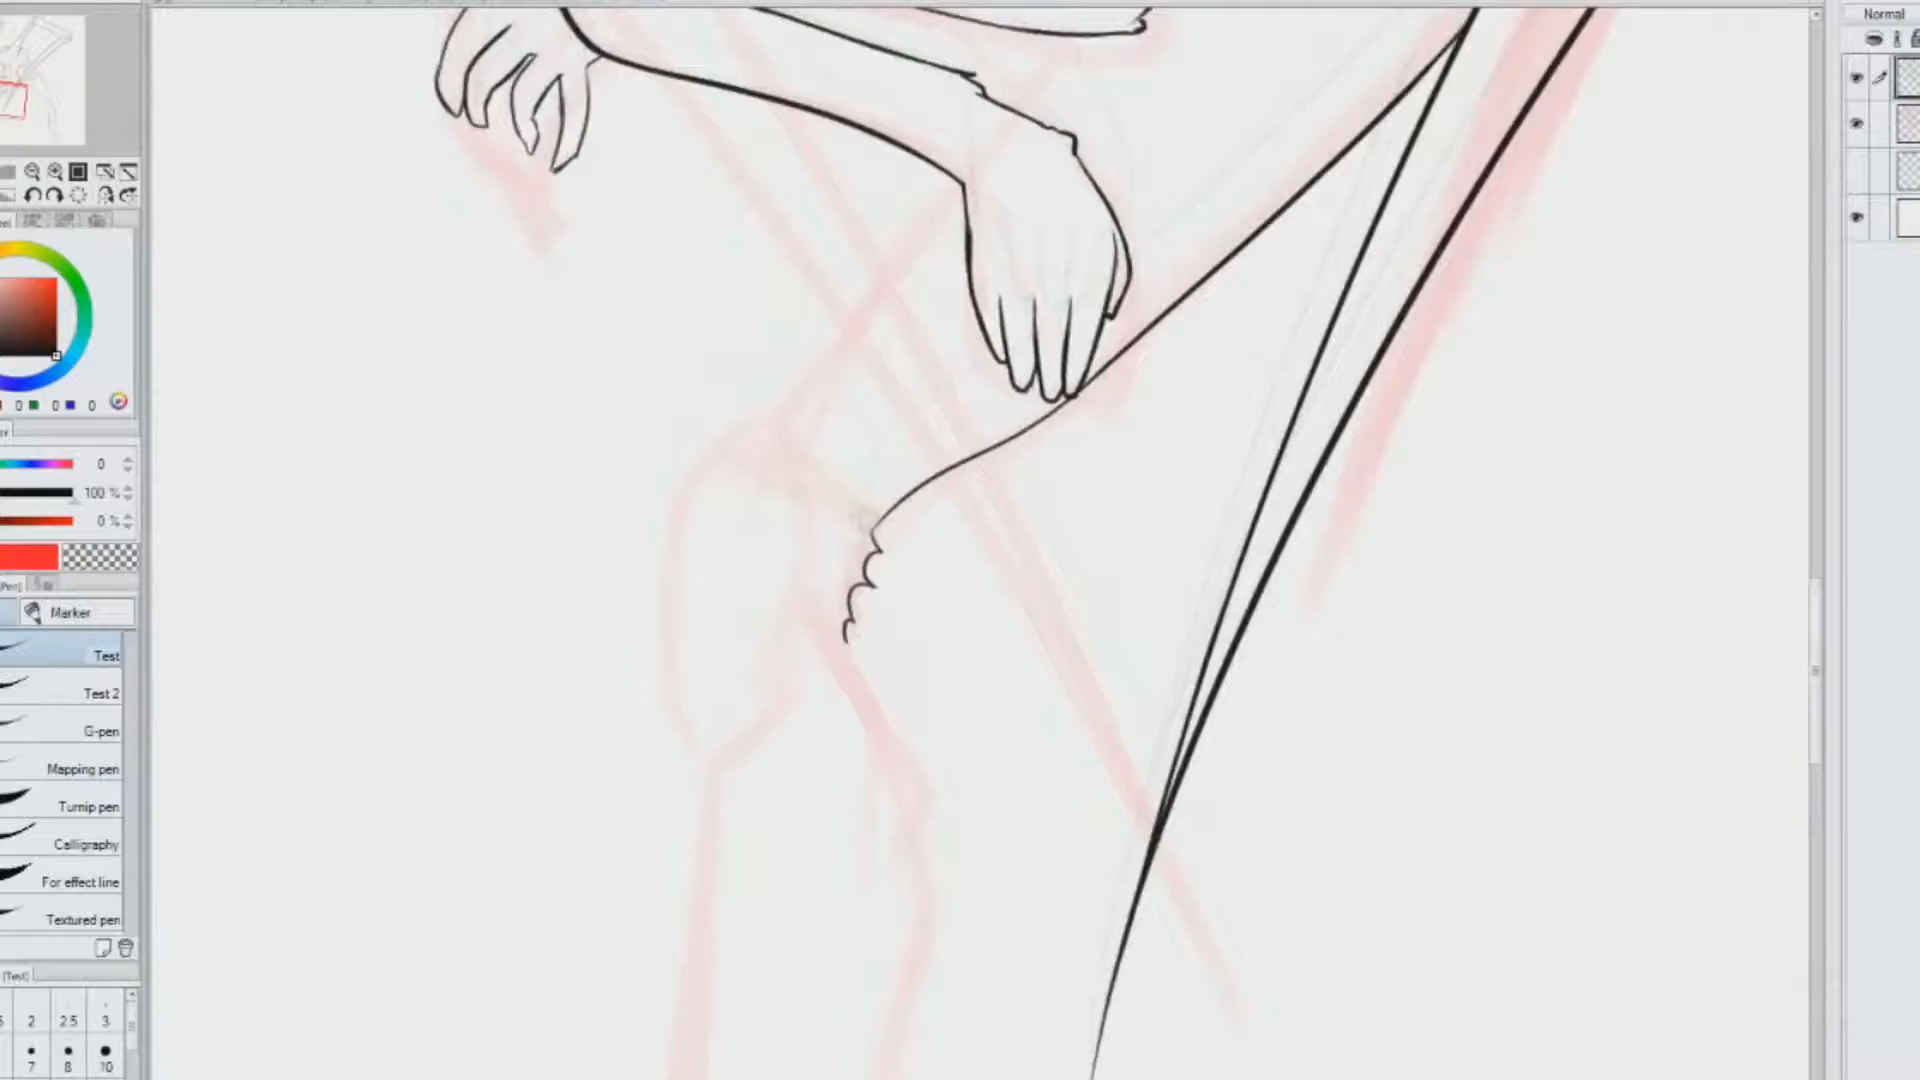 Normal
0 0 0
0
100 %
0 %
Marker
Test
Test 2
G-pen
Mapping pen
Turnip pen
Calligraphy
For effect line
Textured pen
[Test]
2 2.5 3
7 8 10